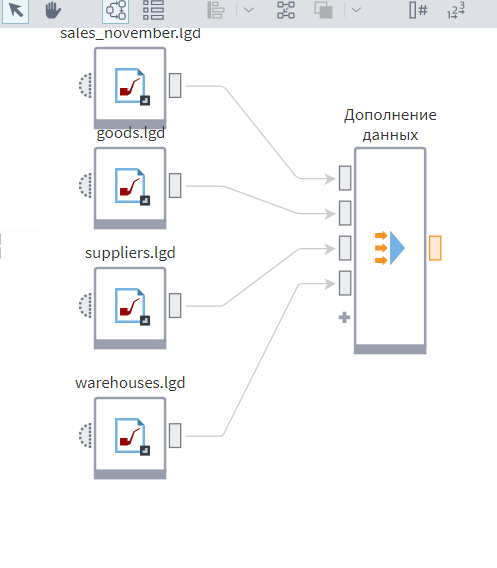 sales_november.lgd
goods.lgd
suppliers.lgd
warehouses.lgd
Дополнение
данных